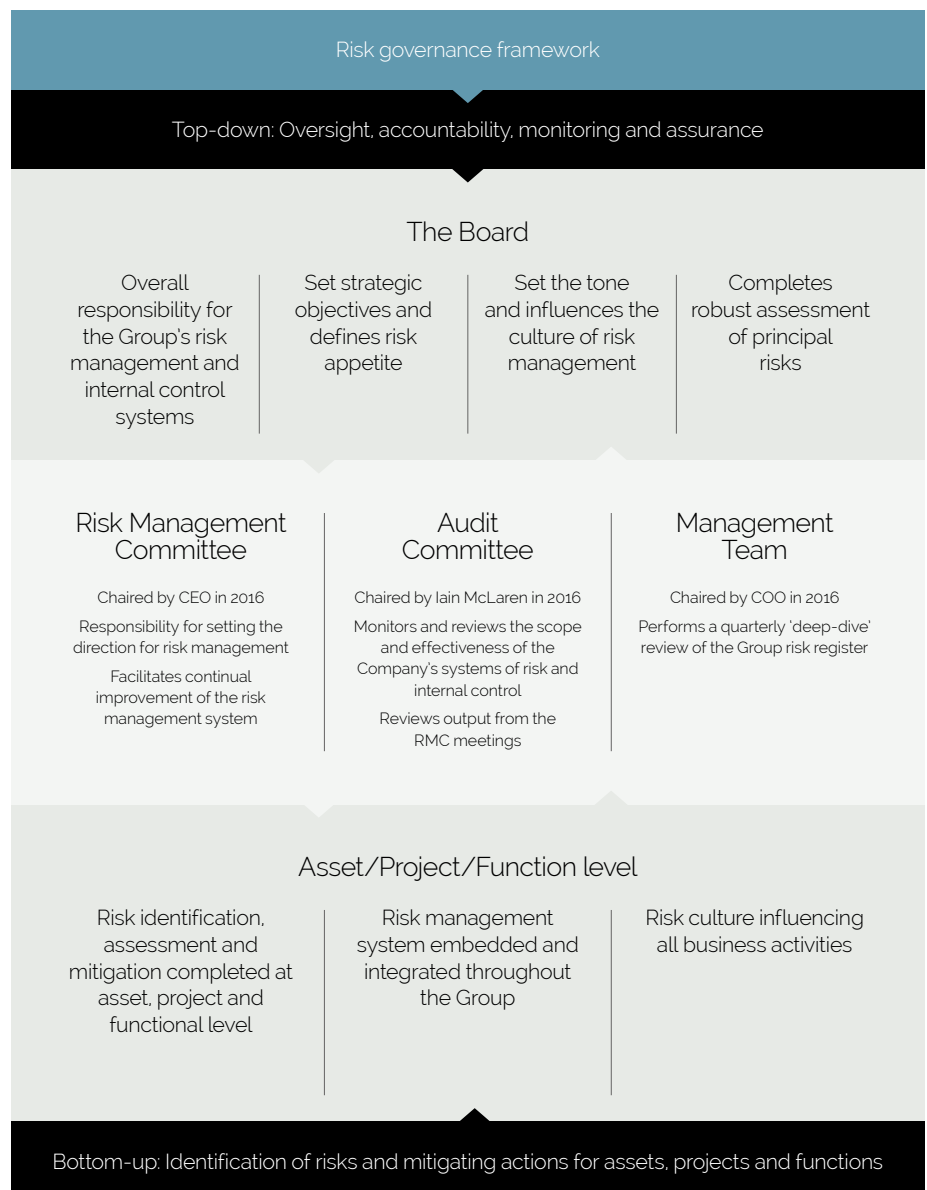 Risk governance framework
Top-down: Oversight, accountability, monitoring and assurance
The Board
Overall
responsibility for
the Group's risk
management and
internal control
systems
Set strategic
objectives and
defines risk
appetite
Set the tone
and influences the
culture of risk
management
Completes
robust assessment
of principal
risks
Risk Management
Committee
Chaired by CEO in 2016
Responsibility for setting the
direction for risk management
Facilitates continual
improvement of the risk
management system
Audit
Committee
Chaired by Iain McLaren in 2016
Monitors and reviews the scope
and effectiveness of the
Company's systems of risk and
internal control
Reviews output from the
RMC meetings
Management
Team
Chaired by COO in 2016
Performs a quarterly ‘deep-dive’
review of the Group risk register
Asset/Project/Function level
Risk identification,
assessment and
mitigation completed at
asset, project and
functional level
Risk management
system embedded and
integrated throughout
the Group
Risk culture influencing
all business activities
Bottom-up: Identification of risks and mitigating actions for assets, projects and functions